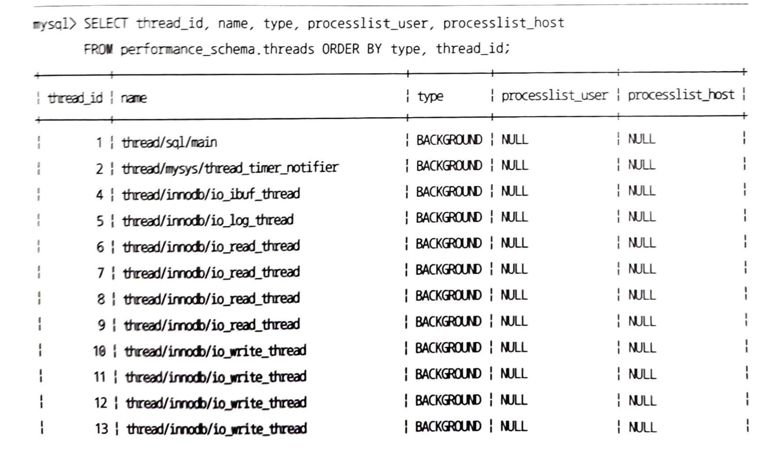 mysql> SELECT thread_id, name, type, processlist_user, processlist_host
FROM performance_schema.threads ORDER BY type, thread_id;
| thread_id | name | type | processlist_user | processlist_host |
| 1 | thread/sql/main | BACKGROUND | NULL | NULL |
| 2 | thread/mysys/thread_timer_notifier | BACKGROUND | NULL | NULL |
| 4 | thread/innodb/io_ibuf_thread | BACKGROUND | NULL | NULL |
| 5 | thread/innodb/io_log_thread | BACKGROUND | NULL | NULL |
| 6 | thread/innodb/io_read_thread | BACKGROUND | NULL | NULL |
| 7 | thread/innodb/io_read_thread | BACKGROUND | NULL | NULL |
| 8 | thread/innodb/io_read_thread | BACKGROUND | NULL | NULL |
| 9 | thread/innodb/io_read_thread | BACKGROUND | NULL | NULL |
| 10 | thread/innodb/io_write_thread | BACKGROUND | NULL | NULL |
| 11 | thread/innodb/io_write_thread | BACKGROUND | NULL | NULL |
| 12 | thread/innodb/io_write_thread | BACKGROUND | NULL | NULL |
| 13 | thread/innodb/io_write_thread | BACKGROUND | NULL | NULL |